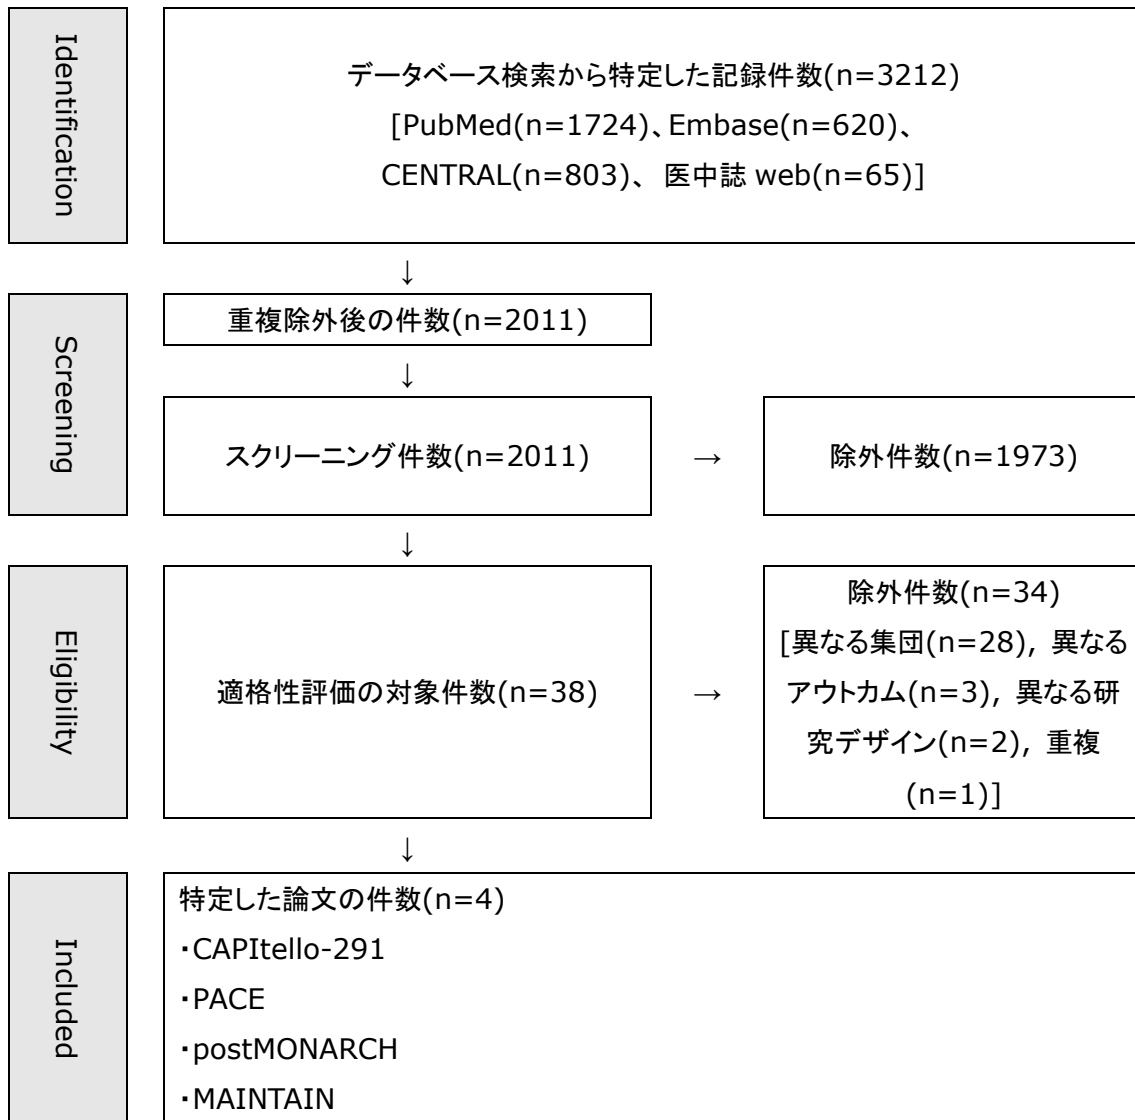 Identification
データベース検索から特定した記録件数(n=3212)
[PubMed(n=1724)、Embase(n=620)、
CENTRAL(n=803)、 医中誌 web(n=65)]
↓
Screening
重複除外後の件数(n=2011)
↓
スクリーニング件数(n=2011)
→
除外件数(n=1973)
↓
Eligibility
適格性評価の対象件数(n=38)
→
除外件数(n=34)
[異なる集団(n=28), 異なる
アウトカム(n=3), 異なる研
究デザイン(n=2), 重複
(n=1)]
↓
Included
特定した論文の件数(n=4)
・CAPItello-291
・PACE
・postMONARCH
・MAINTAIN